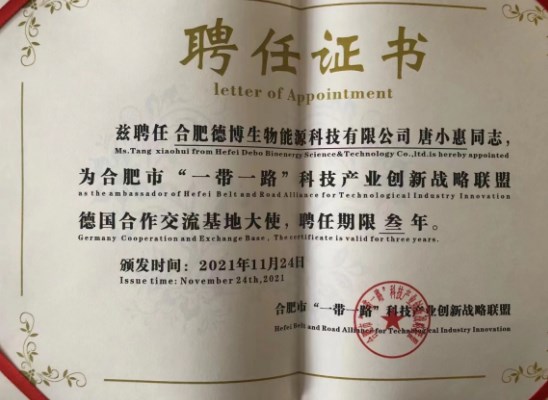 聘任证书
letter of Appointment
兹聘任 合肥德博生物能源科技有限公司 唐小惠同志，
Ms.Tang xiaohui from Hefei Debo Bioenergy Science&Technology Co.,ltd.is hereby appointed
为合肥市“一带一路”科技产业创新战略联盟
as the ambassador of Hefei Belt and Road Alliance for Technological Industry Innovation
德国合作交流基地大使，聘任期限 叁 年。
Germany Cooperation and Exchange Base , The certificate is valid for three years.
颁发时间：2021年11月24日
Issue time: November 24th,2021
合肥市“一带一路”科技产业创新战略联盟
Hefei Belt and Road Alliance for Technological Industry Innovation